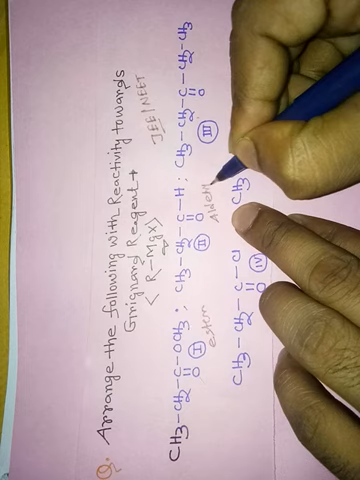 Q. Arrange the following with Reactivity towards
Grignard Reagent →
< R-MgX >
JEE|NEET
CH3-CH2-C-OCH3 ; CH3-CH2-C-H ; CH3-CH2-C-CH2-CH3
O I O II O III
ester
CH3-CH2-C-Cl CH3
O IV